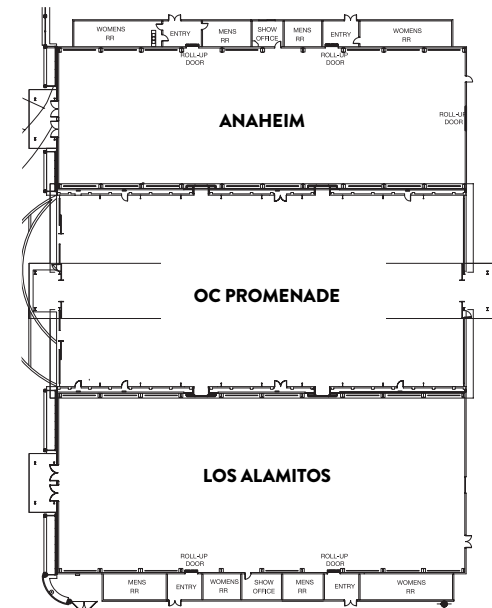 WOMENS
RR
ENTRY
MENS
RR
SHOW
OFFICE
MENS
RR
ENTRY
WOMENS
RR
ROLL-UP
DOOR
ROLL-UP
DOOR
ROLL-UP
DOOR
ANAHEIM
OC PROMENADE
LOS ALAMITOS
ROLL-UP
DOOR
ROLL-UP
DOOR
MENS
RR
ENTRY
WOMENS
RR
SHOW
OFFICE
MENS
RR
ENTRY
WOMENS
RR